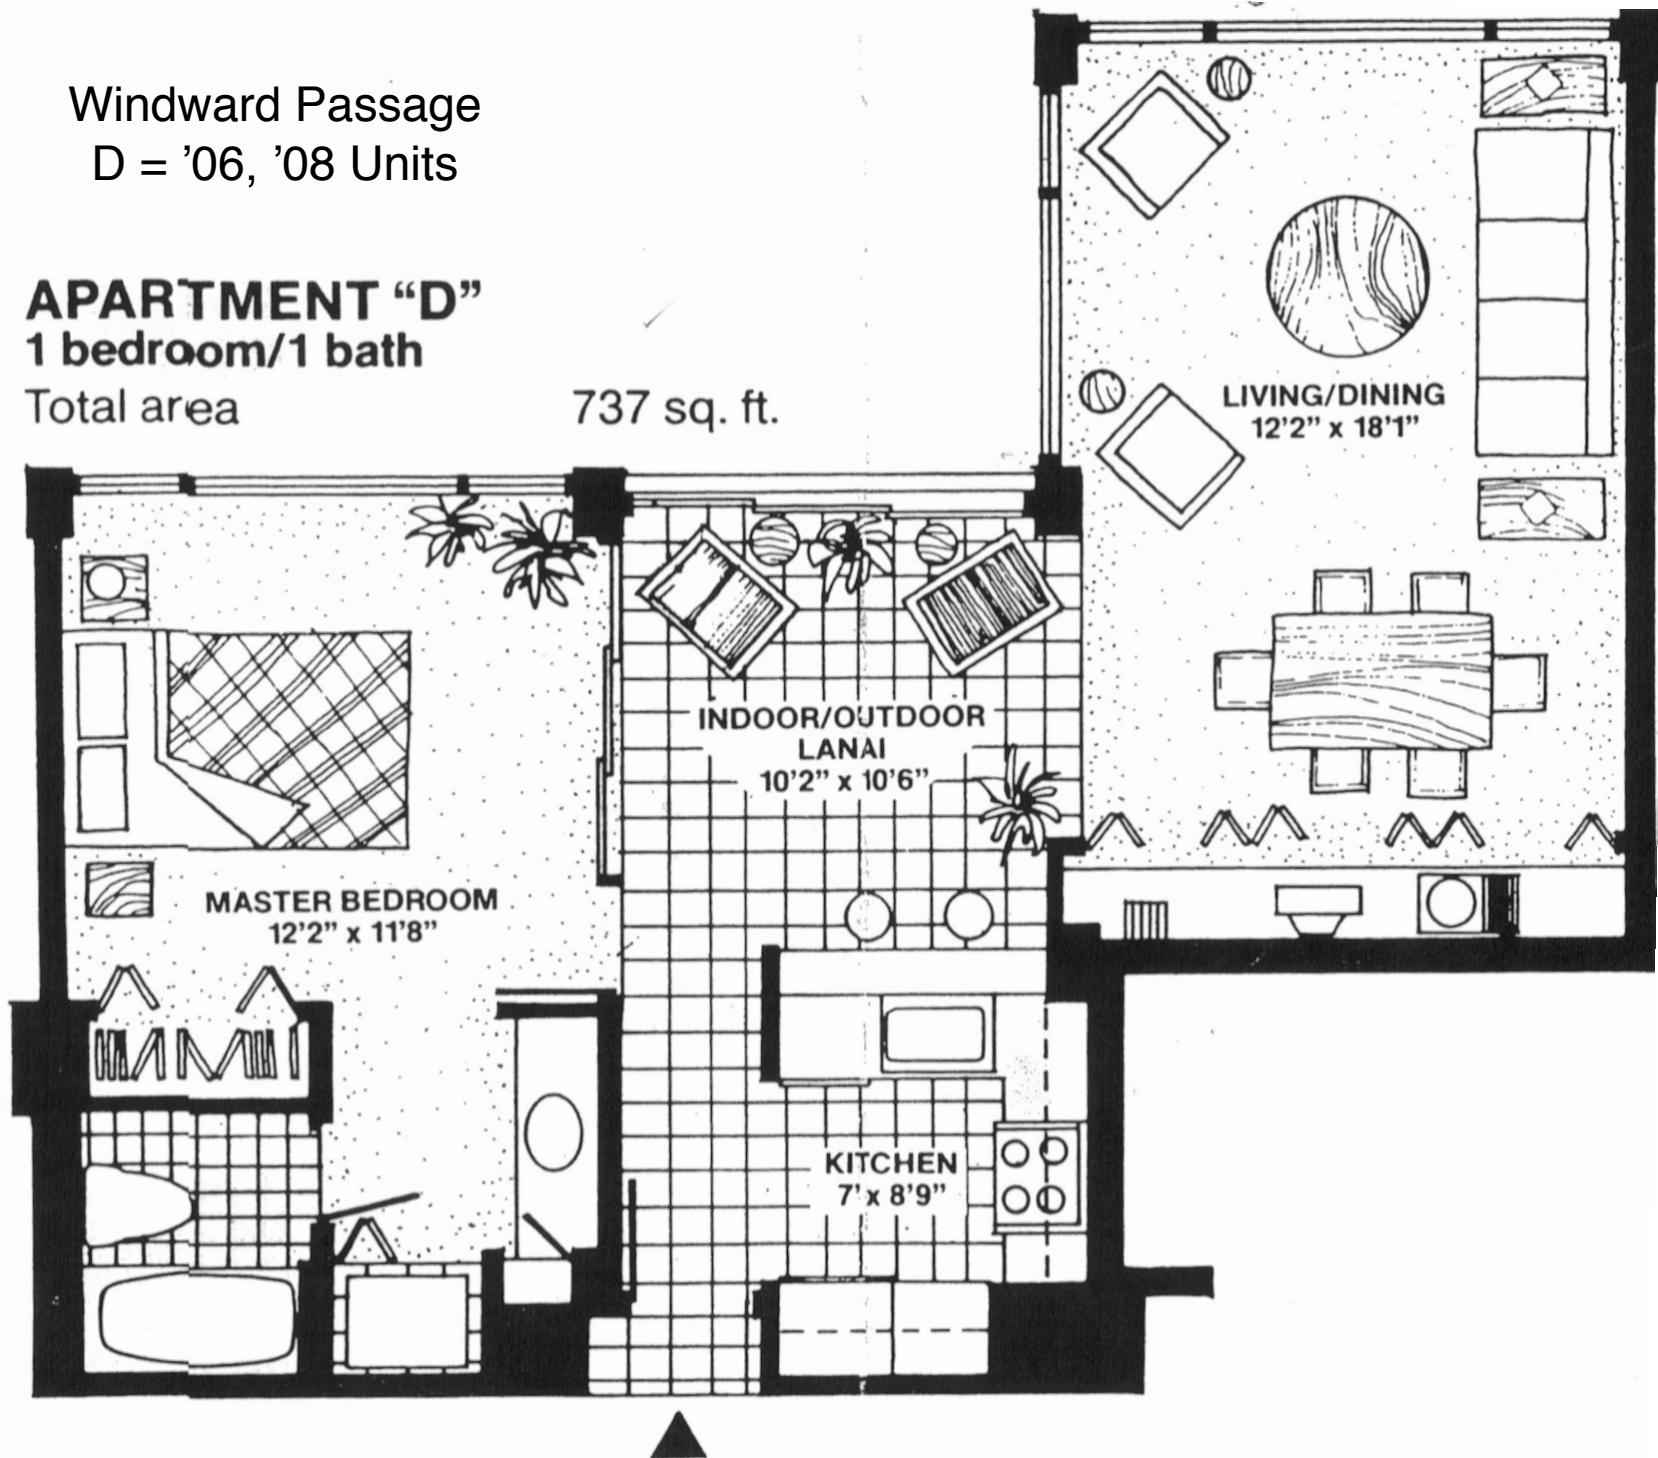 Windward Passage
D = ’06, ’08 Units
APARTMENT “D”
1 bedroom/1 bath
Total area 737 sq. ft.
LIVING/DINING
12’2” x 18’1”
INDOOR/OUTDOOR
LANAI
10’2” x 10’6”
MASTER BEDROOM
12’2” x 11’8”
KITCHEN
7’ x 8’9”